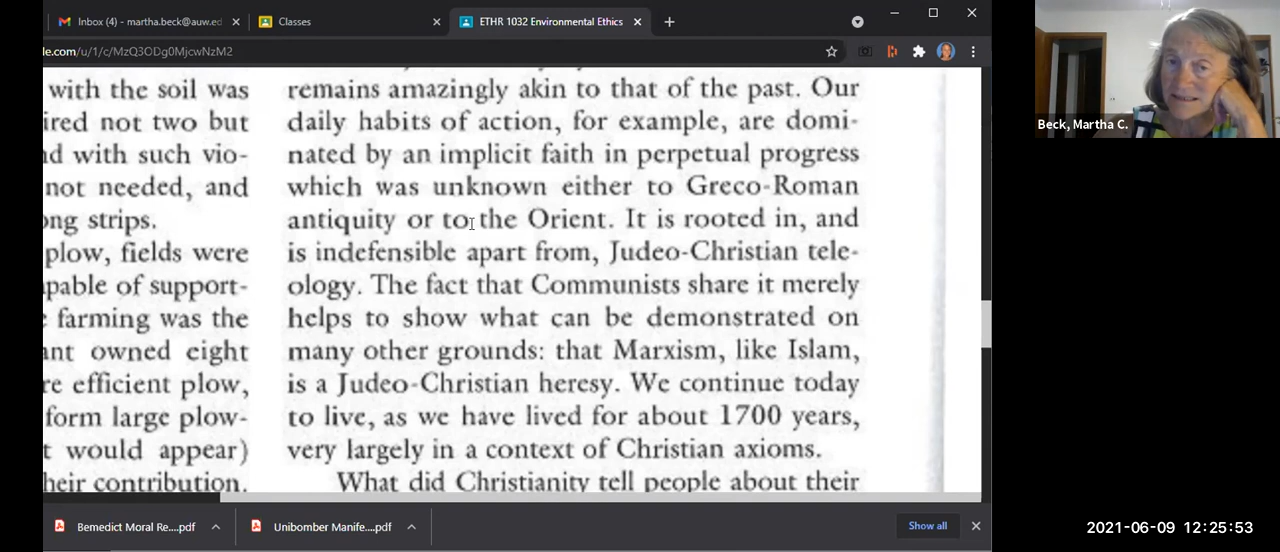 Inbox (4) - martha.beck@auw.ed
Classes
ETHR 1032 Environmental Ethics
le.com/u/1/c/MzQ3ODg0MjcwNzM2
with the soil was
ired not two but
d with such vio-
not needed, and
ong strips.
plow, fields were
pable of support-
farming was the
ant owned eight
re efficient plow,
form large plow-
t would appear)
heir contribution.
remains amazingly akin to that of the past. Our
daily habits of action, for example, are domi-
nated by an implicit faith in perpetual progress
which was unknown either to Greco-Roman
antiquity or to the Orient. It is rooted in, and
is indefensible apart from, Judeo-Christian tele-
ology. The fact that Communists share it merely
helps to show what can be demonstrated on
many other grounds: that Marxism, like Islam,
is a Judeo-Christian heresy. We continue today
to live, as we have lived for about 1700 years,
very largely in a context of Christian axioms.
What did Christianity tell people about their
Bemedict Moral Re....pdf
Unibomber Manife....pdf
Show all
Beck, Martha C.
2021-06-09 12:25:53